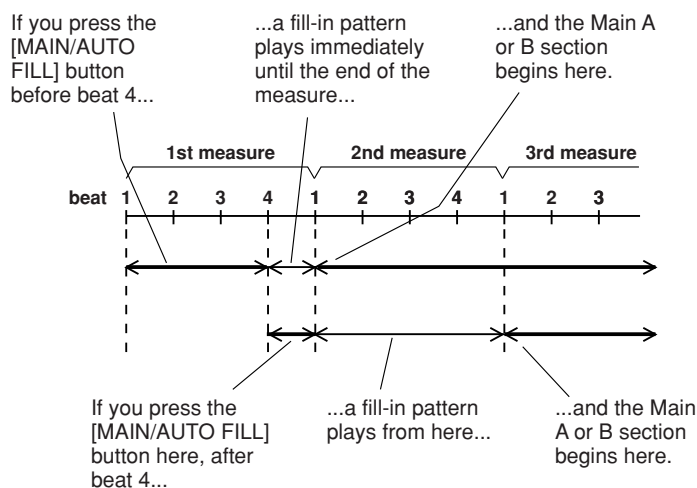 If you press the
[MAIN/AUTO
FILL] button
before beat 4...
...a fill-in pattern
plays immediately
until the end of the
measure...
...and the Main A
or B section
begins here.
1st measure 2nd measure 3rd measure
beat 1 2 3 4 1 2 3 4 1 2 3
If you press the
[MAIN/AUTO FILL]
button here, after
beat 4...
...a fill-in pattern
plays from here...
...and the Main
A or B section
begins here.